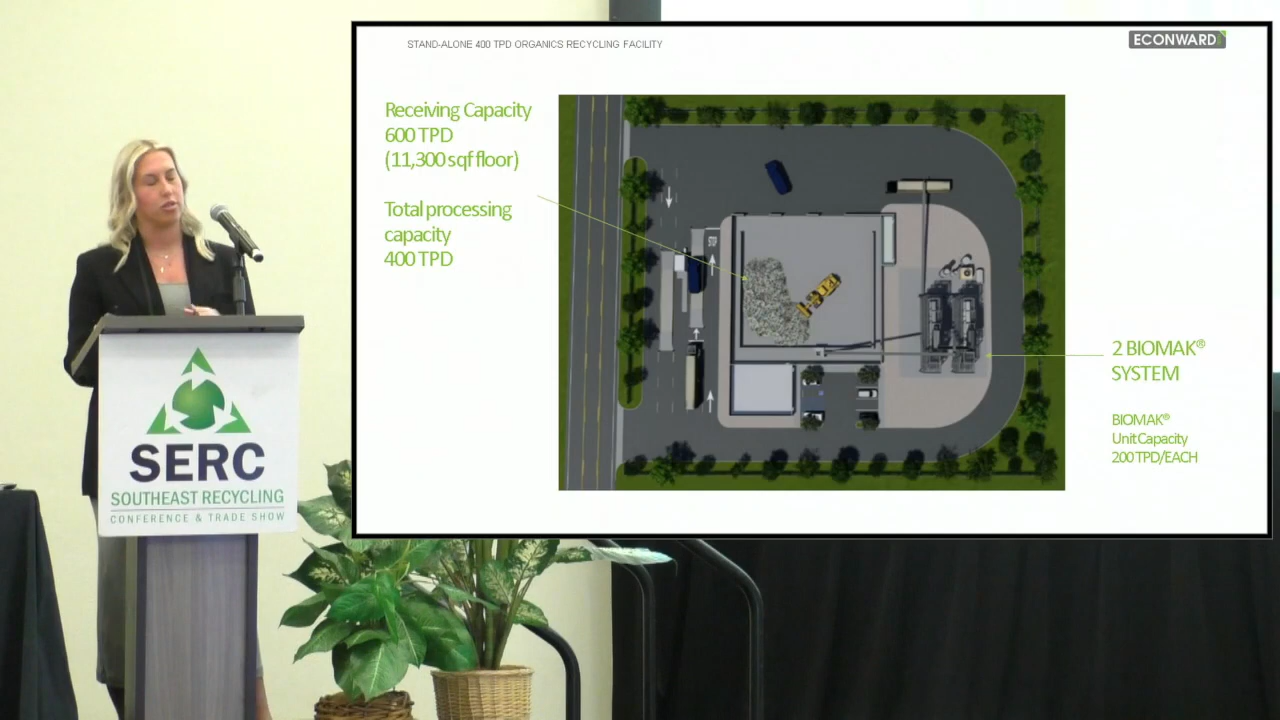 STAND-ALONE 400 TPD ORGANICS RECYCLING FACILITY
ECONWARD
Receiving Capacity
600 TPD
(11,300 sqf floor)
Total processing
capacity
400 TPD
2 BIOMAK®
SYSTEM
BIOMAK®
Unit Capacity
200 TPD/EACH
SERC
SOUTHEAST RECYCLING
CONFERENCE & TRADE SHOW